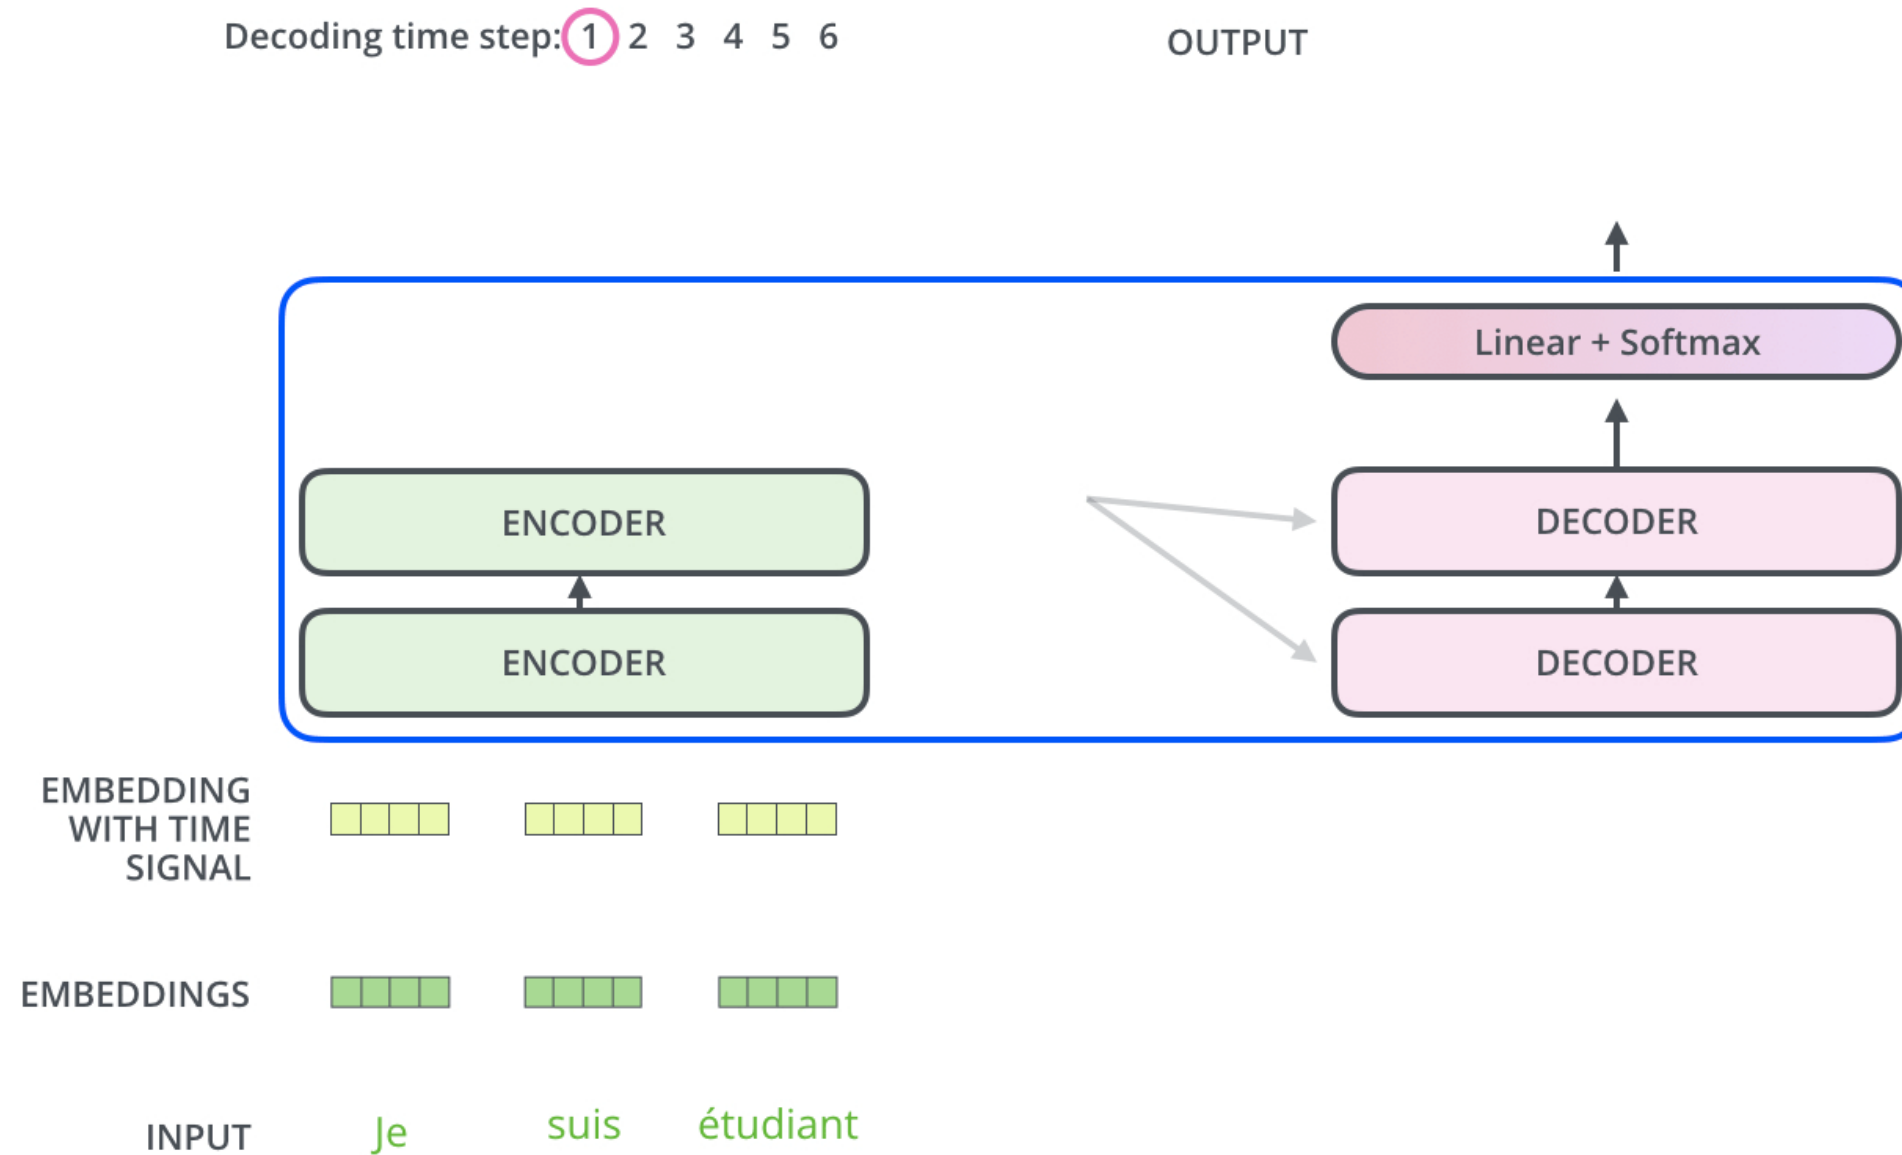 Decoding time step: 1 2 3 4 5 6
OUTPUT
Linear + Softmax
ENCODER
DECODER
ENCODER
DECODER
EMBEDDING
WITH TIME
SIGNAL
EMBEDDINGS
INPUT
Je suis étudiant